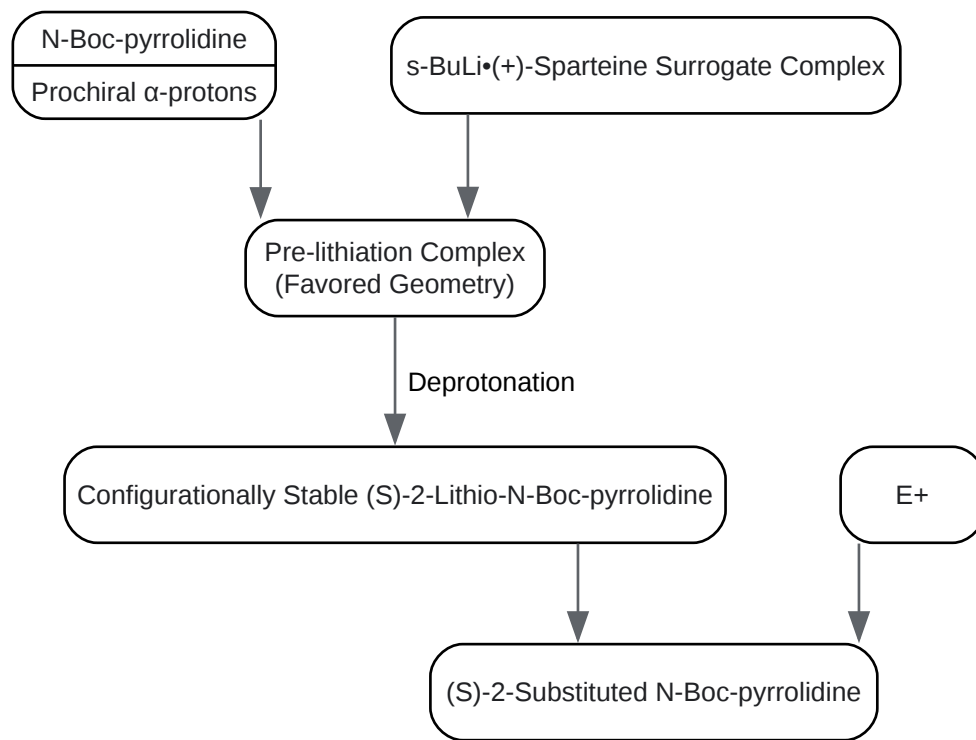 N-Boc-pyrrolidine
Prochiral α-protons
s-BuLi•(+)-Sparteine Surrogate Complex
Pre-lithiation Complex
(Favored Geometry)
Deprotonation
Configurationally Stable (S)-2-Lithio-N-Boc-pyrrolidine
E+
(S)-2-Substituted N-Boc-pyrrolidine